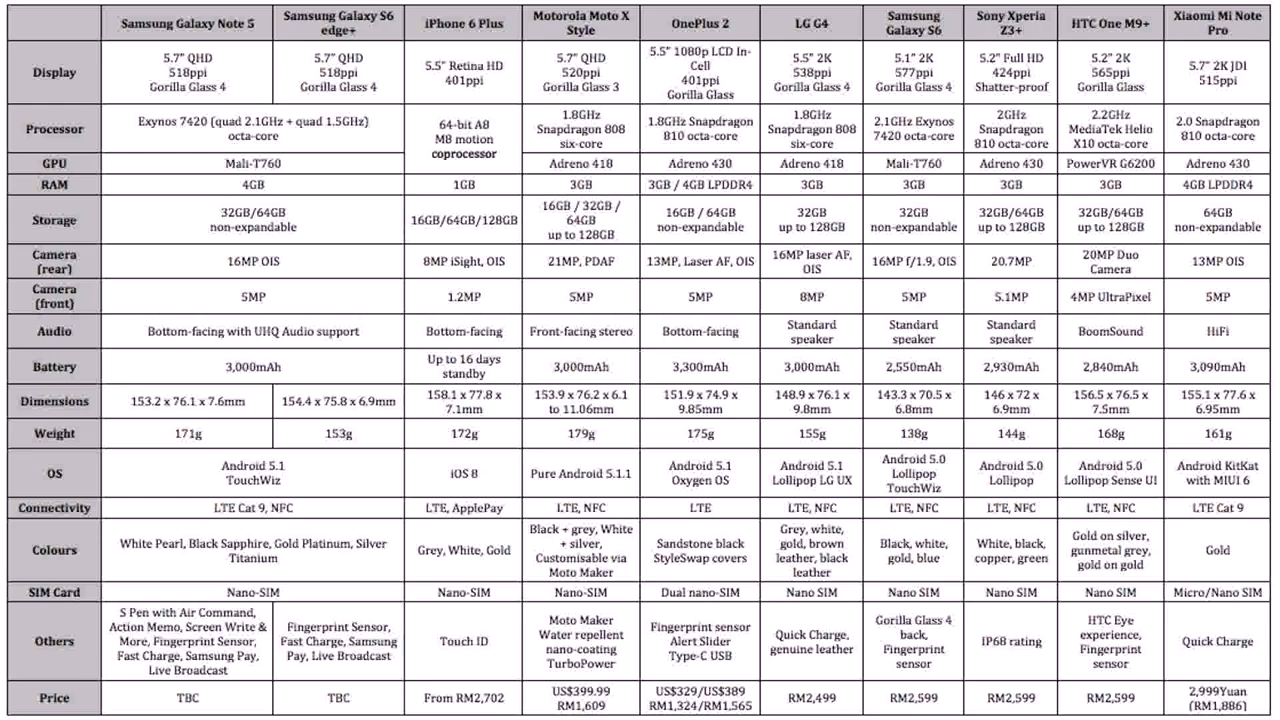 Samsung Galaxy Note 5
Samsung Galaxy S6
edge+
iPhone 6 Plus
Motorola Moto X
Style
OnePlus 2
LG G4
Samsung
Galaxy S6
Sony Xperia
Z3+
HTC One M9+
Xiaomi Mi Note
Pro
Display
5.7" QHD
518ppi
Gorilla Glass 4
5.7" QHD
518ppi
Gorilla Glass 4
5.5" Retina HD
401ppi
5.7" QHD
520ppi
Gorilla Glass 3
5.5" 1080p LCD In-
Cell
401ppi
Gorilla Glass
5.5" 2K
538ppi
Gorilla Glass 4
5.1" 2K
577ppi
Gorilla Glass 4
5.2" Full HD
424ppi
Shatter-proof
5.2" 2K
565ppi
Gorilla Glass
5.7" 2K JDI
515ppi
Processor
Exynos 7420 (quad 2.1GHz + quad 1.5GHz)
octa-core
64-bit A8
M8 motion
coprocessor
1.8GHz
Snapdragon 808
six-core
1.8GHz Snapdragon
810 octa-core
1.8GHz
Snapdragon 808
six-core
2.1GHz Exynos
7420 octa-core
2GHz
Snapdragon
810 octa-core
2.2GHz
MediaTek Helio
X10 octa-core
2.0 Snapdragon
810 octa-core
GPU
Mali-T760
Adreno 418
Adreno 430
Adreno 418
Mali-T760
Adreno 430
PowerVR G6200
Adreno 430
RAM
4GB
1GB
3GB
3GB / 4GB LPDDR4
3GB
3GB
3GB
3GB
4GB LPDDR4
Storage
32GB/64GB
non-expandable
16GB/64GB/128GB
16GB / 32GB /
64GB
up to 128GB
16GB / 64GB
non-expandable
32GB
up to 128GB
32GB
non-expandable
32GB/64GB
up to 128GB
32GB/64GB
up to 128GB
64GB
non-expandable
Camera
(rear)
16MP OIS
8MP iSight, OIS
21MP, PDAF
13MP, Laser AF, OIS
16MP laser AF,
OIS
16MP f/1.9, OIS
20.7MP
20MP Duo
Camera
13MP OIS
Camera
(front)
5MP
1.2MP
5MP
5MP
8MP
5MP
5.1MP
4MP UltraPixel
5MP
Audio
Bottom-facing with UHQ Audio support
Bottom-facing
Front-facing stereo
Bottom-facing
Standard
speaker
Standard
speaker
Standard
speaker
BoomSound
HiFi
Battery
3,000mAh
Up to 16 days
standby
3,000mAh
3,300mAh
3,000mAh
2,550mAh
2,930mAh
2,840mAh
3,090mAh
Dimensions
153.2 x 76.1 x 7.6mm
154.4 x 75.8 x 6.9mm
158.1 x 77.8 x
7.1mm
153.9 x 76.2 x 6.1
to 11.06mm
151.9 x 74.9 x
9.85mm
148.9 x 76.1 x
9.8mm
143.3 x 70.5 x
6.8mm
146 x 72 x
6.9mm
156.5 x 76.5 x
7.5mm
155.1 x 77.6 x
6.95mm
Weight
171g
153g
172g
179g
175g
155g
138g
144g
168g
161g
OS
Android 5.1
TouchWiz
iOS 8
Pure Android 5.1.1
Android 5.1
Oxygen OS
Android 5.1
Lollipop LG UX
Android 5.0
Lollipop
TouchWiz
Android 5.0
Lollipop
Android 5.0
Lollipop Sense UI
Android KitKat
with MIUI 6
Connectivity
LTE Cat 9, NFC
LTE, ApplePay
LTE, NFC
LTE
LTE, NFC
LTE, NFC
LTE, NFC
LTE, NFC
LTE Cat 9
Colours
White Pearl, Black Sapphire, Gold Platinum, Silver
Titanium
Grey, White, Gold
Black + grey, White
+ silver,
Customisable via
Moto Maker
Sandstone black
StyleSwap covers
Grey, white,
gold, brown
leather, black
leather
Black, white,
gold, blue
White, black,
copper, green
Gold on silver,
gunmetal grey,
gold on gold
Gold
SIM Card
Nano-SIM
Nano-SIM
Nano-SIM
Dual nano-SIM
Nano SIM
Nano SIM
Nano SIM
Nano SIM
Micro/Nano SIM
Others
S Pen with Air Command,
Action Memo, Screen Write &
More, Fingerprint Sensor,
Fast Charge, Samsung Pay,
Live Broadcast
Fingerprint Sensor,
Fast Charge, Samsung
Pay, Live Broadcast
Touch ID
Moto Maker
Water repellent
nano-coating
TurboPower
Fingerprint sensor
Alert Slider
Type-C USB
Quick Charge,
genuine leather
Gorilla Glass 4
back,
Fingerprint
sensor
IP68 rating
HTC Eye
experience,
Fingerprint
sensor
Quick Charge
Price
TBC
TBC
From RM2,702
US$399.99
RM1,609
US$329/US$389
RM1,324/RM1,565
RM2,499
RM2,599
RM2,599
RM2,599
2,999Yuan
(RM1,886)